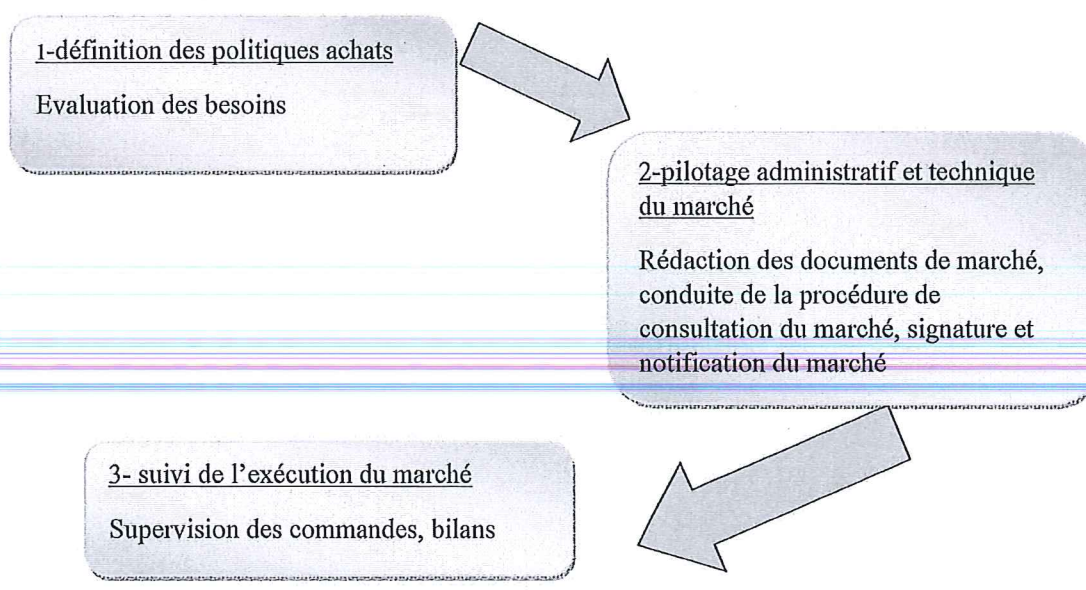 1-définition des politiques achats
Evaluation des besoins
2-pilotage administratif et technique
du marché
Rédaction des documents de marché,
conduite de la procédure de
consultation du marché, signature et
notification du marché
3- suivi de l’exécution du marché
Supervision des commandes, bilans